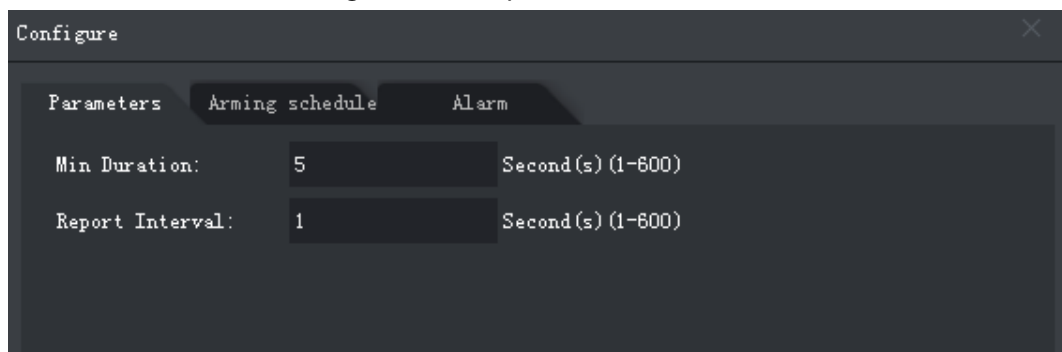 Configure
Parameters Arming schedule Alarm
Min Duration: 5 Second(s)(1-600)
Report Interval: 1 Second(s)(1-600)